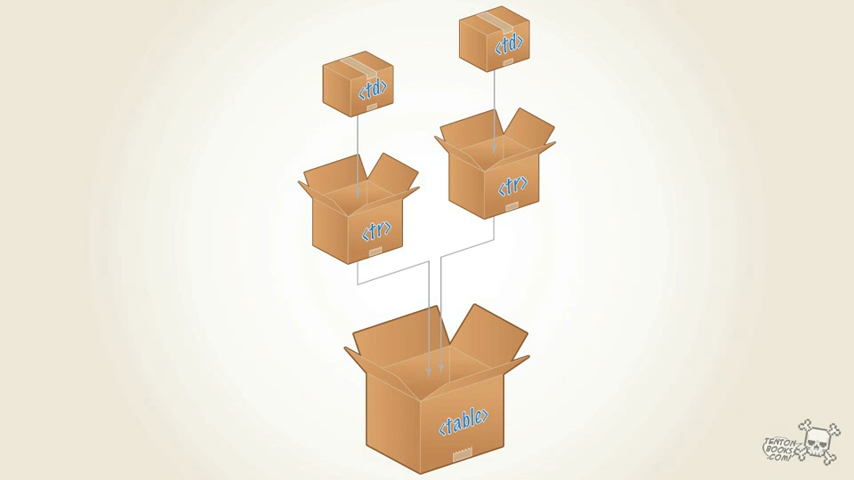 <td>
<td>
<tr>
<tr>
<table>
TENTON-
BOOKS.
COM!